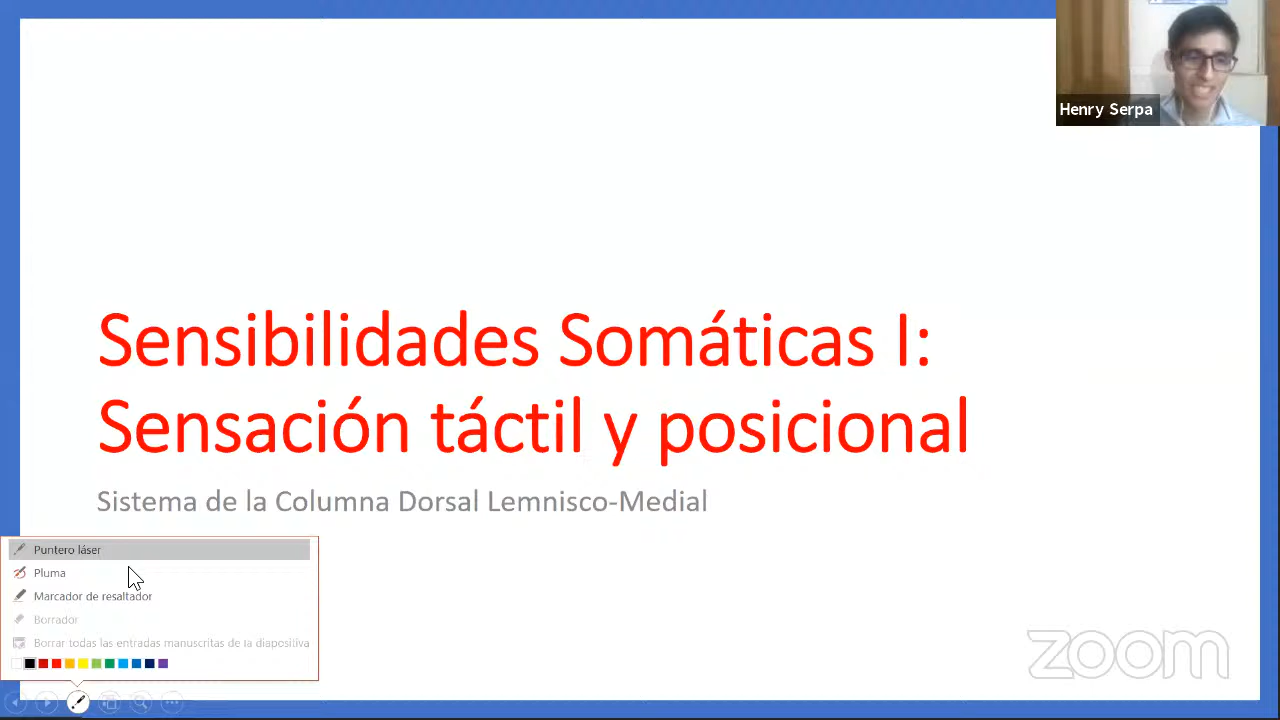 Henry Serpa
Sensibilidades Somáticas I:
Sensación táctil y posicional
Sistema de la Columna Dorsal Lemnisco-Medial
Puntero láser
Pluma
Marcador de resaltador
Borrador
Borrar todas las entradas manuscritas de la diapositiva
zoom